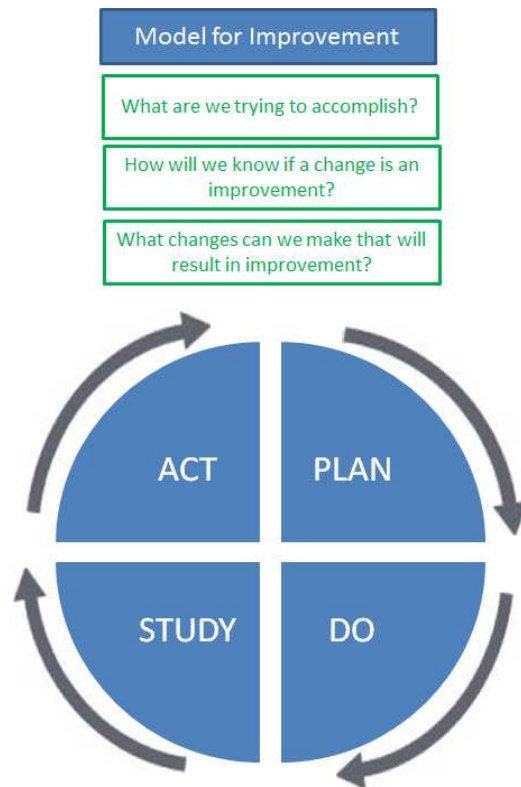 Model for Improvement
What are we trying to accomplish?
How will we know if a change is an
improvement?
What changes can we make that will
result in improvement?
ACT
PLAN
STUDY
DO